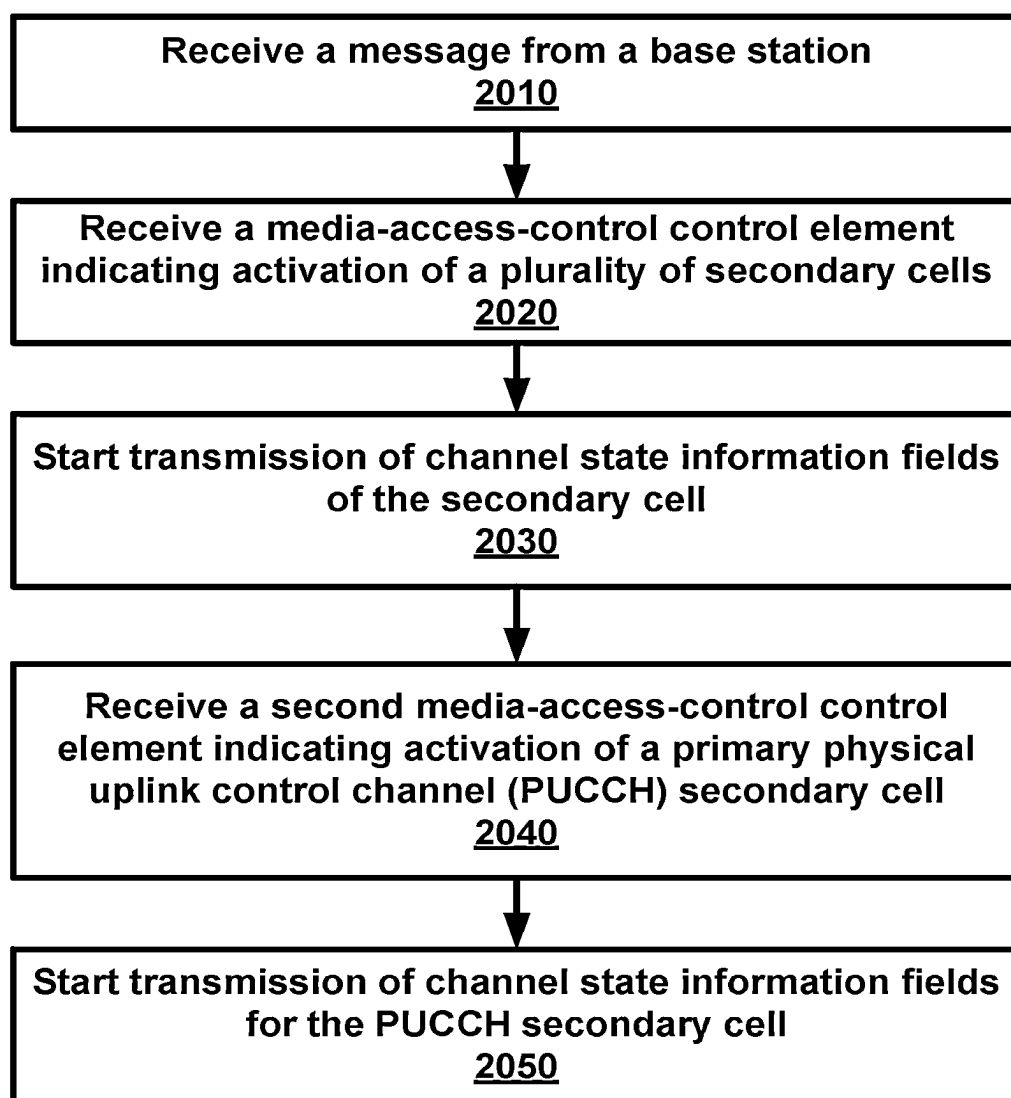 Receive a message from a base station
2010
Receive a media-access-control control element
indicating activation of a plurality of secondary cells
2020
Start transmission of channel state information fields
of the secondary cell
2030
Receive a second media-access-control control
element indicating activation of a primary physical
uplink control channel (PUCCH) secondary cell
2040
Start transmission of channel state information fields
for the PUCCH secondary cell
2050